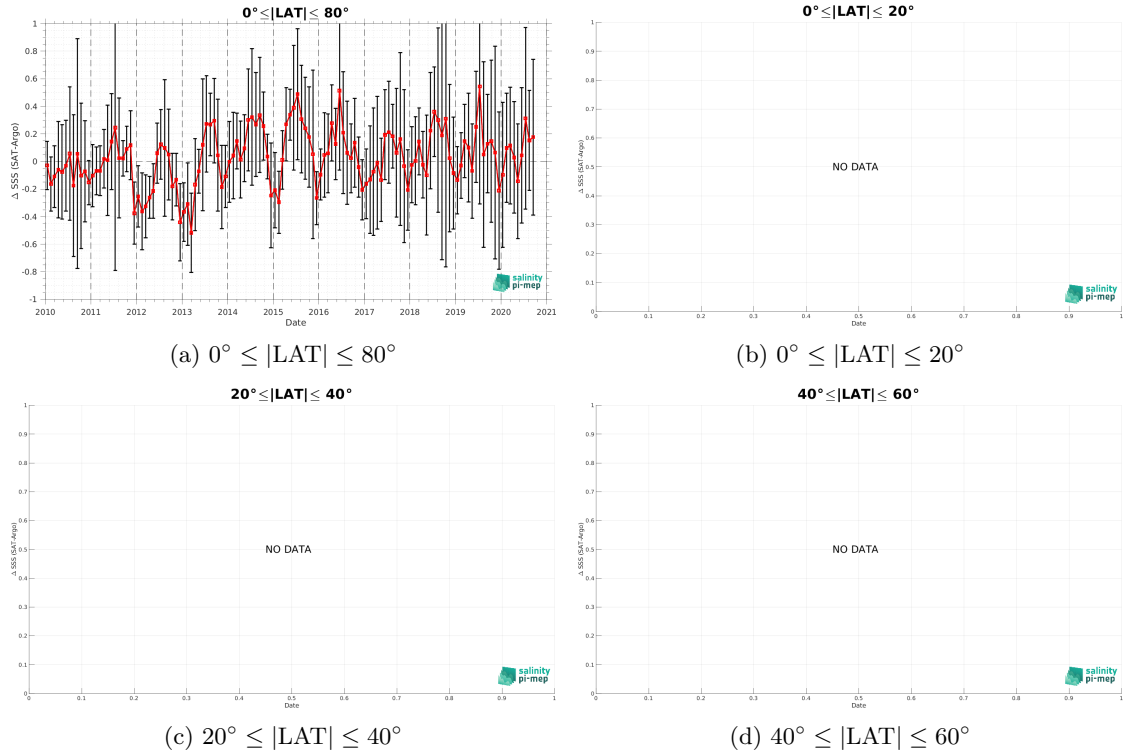 0°≤|LAT|≤ 80°
Δ SSS (SAT-Argo)
1
0.8
0.6
0.4
0.2
0
-0.2
-0.4
-0.6
-0.8
-1
2010 2011 2012 2013 2014 2015 2016 2017 2018 2019 2020 2021
Date
salinity
pi-mep
(a) 0° ≤ |LAT| ≤ 80°
0°≤|LAT|≤ 20°
Δ SSS (SAT-Argo)
1
0.9
0.8
0.7
0.6
0.5
0.4
0.3
0.2
0.1
0
NO DATA
0 0.1 0.2 0.3 0.4 0.5 0.6 0.7 0.8 0.9 1
Date
salinity
pi-mep
(b) 0° ≤ |LAT| ≤ 20°
20°≤|LAT|≤ 40°
Δ SSS (SAT-Argo)
1
0.9
0.8
0.7
0.6
0.5
0.4
0.3
0.2
0.1
0
NO DATA
0 0.1 0.2 0.3 0.4 0.5 0.6 0.7 0.8 0.9 1
Date
salinity
pi-mep
(c) 20° ≤ |LAT| ≤ 40°
40°≤|LAT|≤ 60°
Δ SSS (SAT-Argo)
1
0.9
0.8
0.7
0.6
0.5
0.4
0.3
0.2
0.1
0
NO DATA
0 0.1 0.2 0.3 0.4 0.5 0.6 0.7 0.8 0.9 1
Date
salinity
pi-mep
(d) 40° ≤ |LAT| ≤ 60°